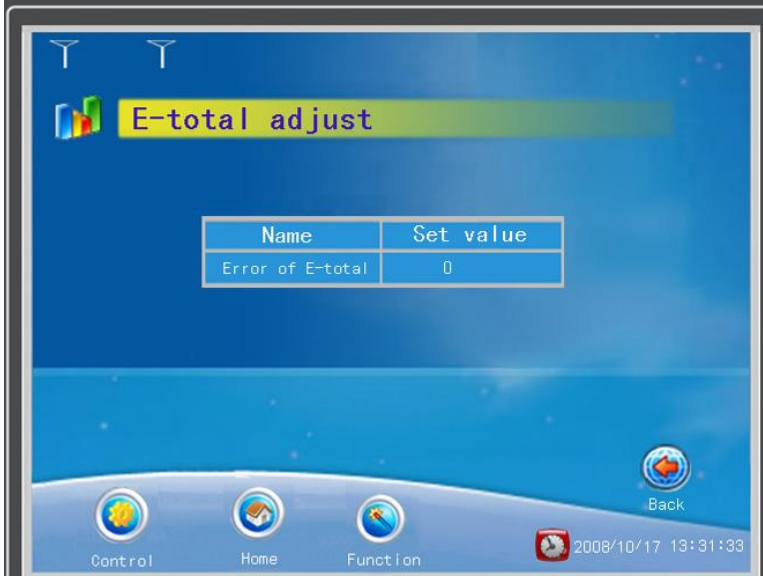 E-total adjust
Name Set value
Error of E-total 0
Back
Control Home Function 2008/10/17 13:31:33